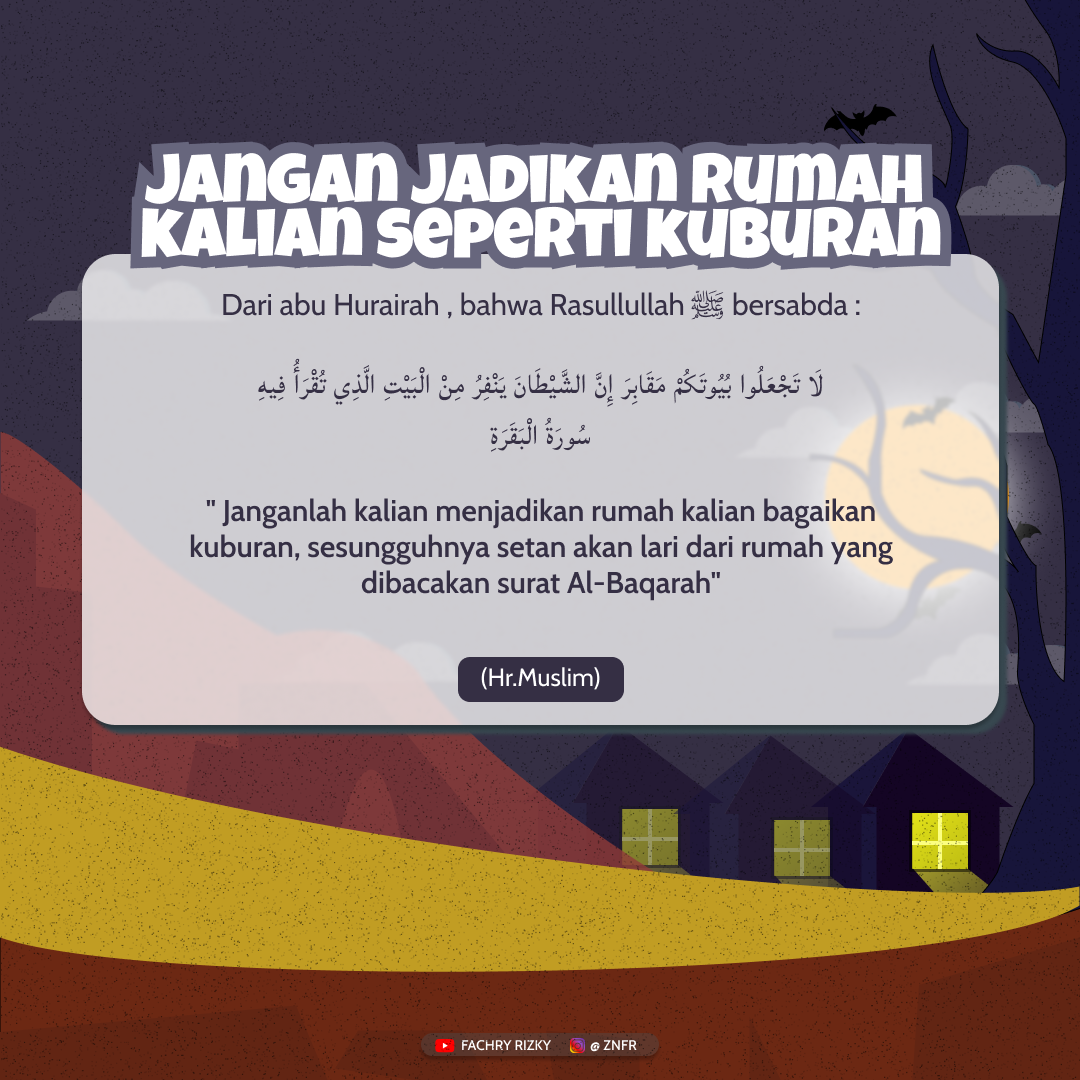 JANGAN JADIKAN RUMAH
KALIAN SEPERTI KUBURAN
Dari abu Hurairah , bahwa Rasullullah ﷺ bersabda :
لَا تَجْعَلُوا بُيُوتَكُمْ مَقَابِرَ إِنَّ الشَّيْطَانَ يَنْفِرُ مِنْ الْبَيْتِ الَّذِي تُقْرَأُ فِيهِ
سُورَةُ الْبَقَرَةِ
" Janganlah kalian menjadikan rumah kalian bagaikan
kuburan, sesungguhnya setan akan lari dari rumah yang
dibacakan surat Al-Baqarah"
(Hr.Muslim)
FACHRY RIZKY @ ZNFR